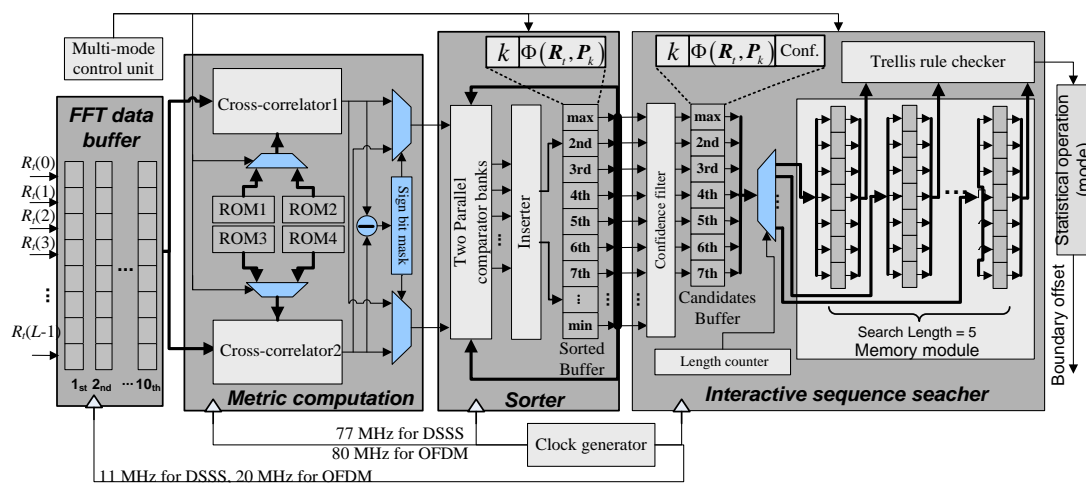 Multi-mode
control unit
FFT data
buffer
R_t(0)
R_t(1)
R_t(2)
R_t(3)
...
R_t(L-1)
...
1st 2nd ... 10th
Cross-correlator1
ROM1 ROM2
ROM3 ROM4
Cross-correlator2
Sign bit mask
Metric computation
k Φ(R_t, P_k)
Two Parallel
comparator banks
Inserter
max
2nd
3rd
4th
5th
6th
7th
...
min
Sorted
Buffer
Sorter
k Φ(R_t, P_k) Conf.
Confidence filter
max
2nd
3rd
4th
5th
6th
7th
Candidates
Buffer
Length counter
Trellis rule checker
...
Search Length = 5
Memory module
Interactive sequence seacher
Statistical operation
(mode)
Boundary offset
77 MHz for DSSS
80 MHz for OFDM
Clock generator
11 MHz for DSSS, 20 MHz for OFDM